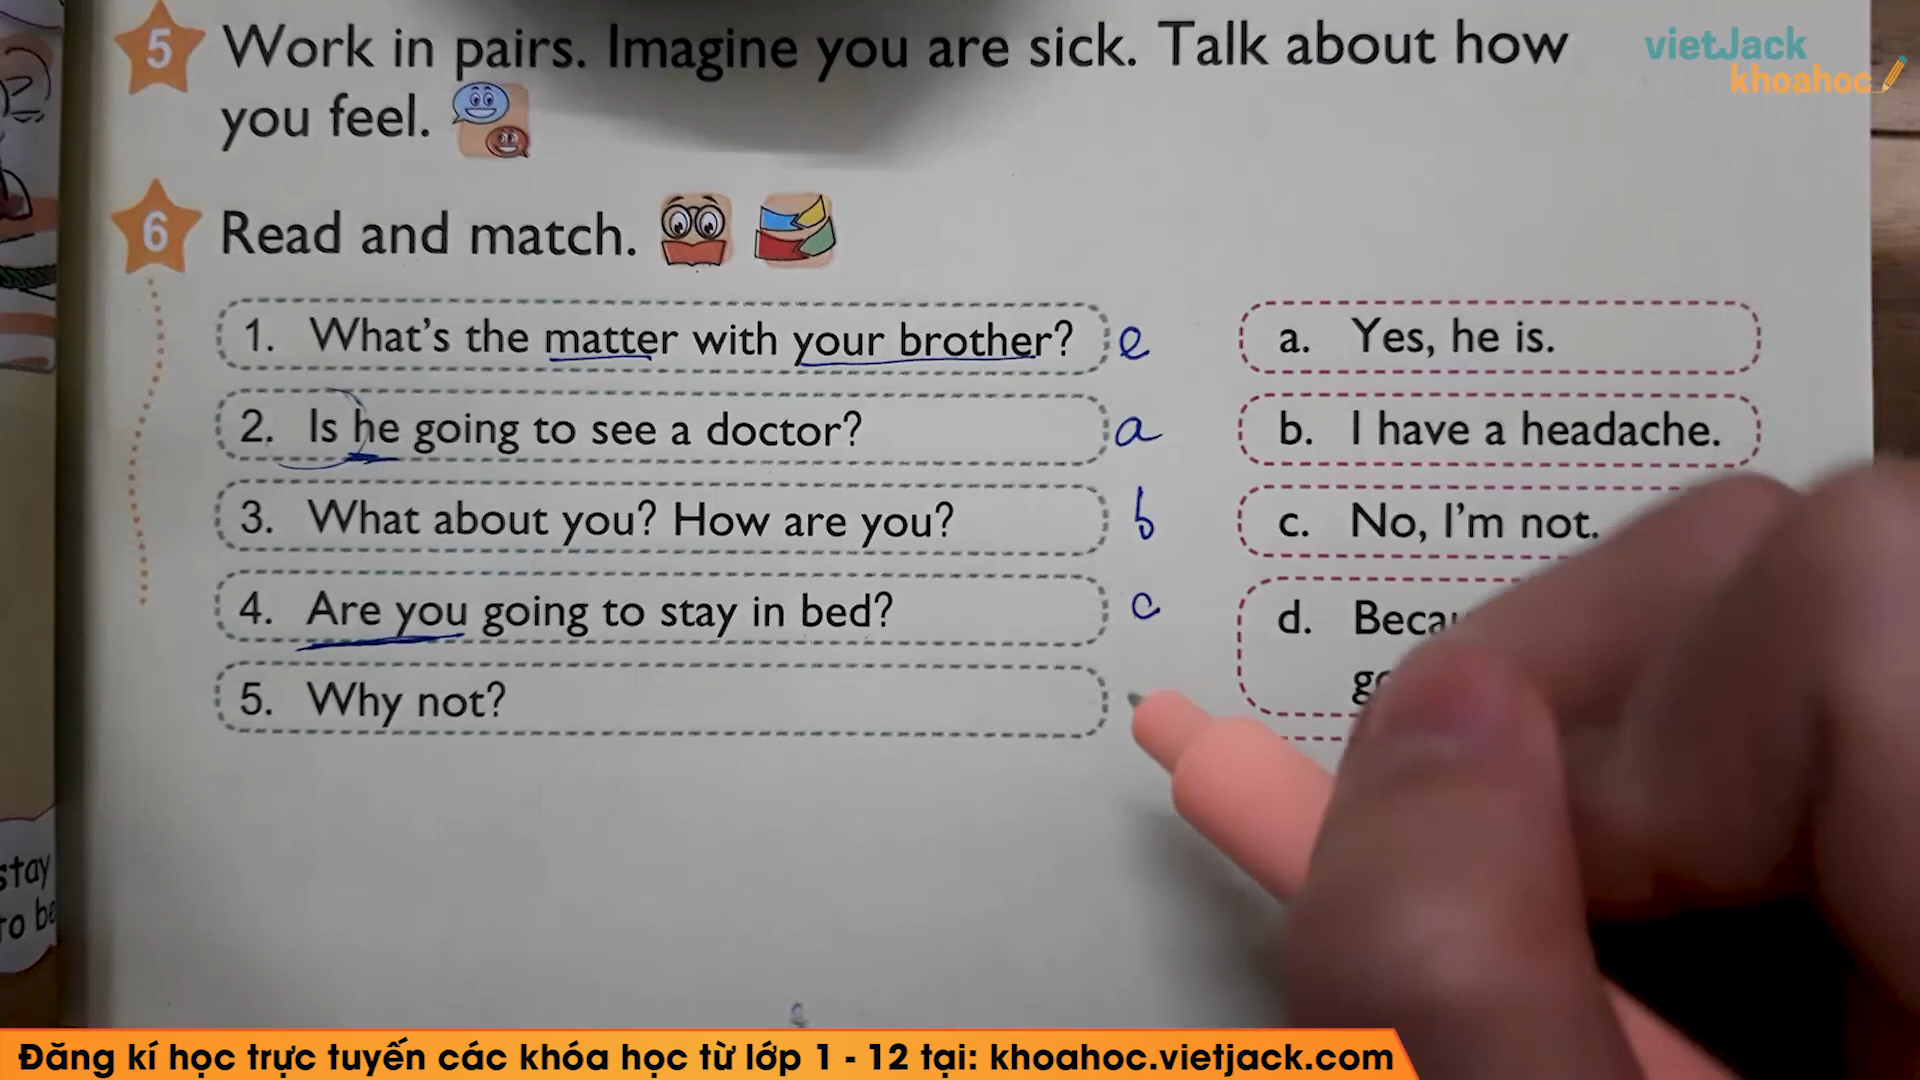 5 Work in pairs. Imagine you are sick. Talk about how
you feel.
vietJack
khoahoc
6 Read and match.
1. What's the matter with your brother? e
2. Is he going to see a doctor? a
3. What about you? How are you? b
4. Are you going to stay in bed? c
5. Why not?
a. Yes, he is.
b. I have a headache.
c. No, I'm not.
d.
stay
to be
Đăng kí học trực tuyến các khóa học từ lớp 1 - 12 tại: khoahoc.vietjack.com